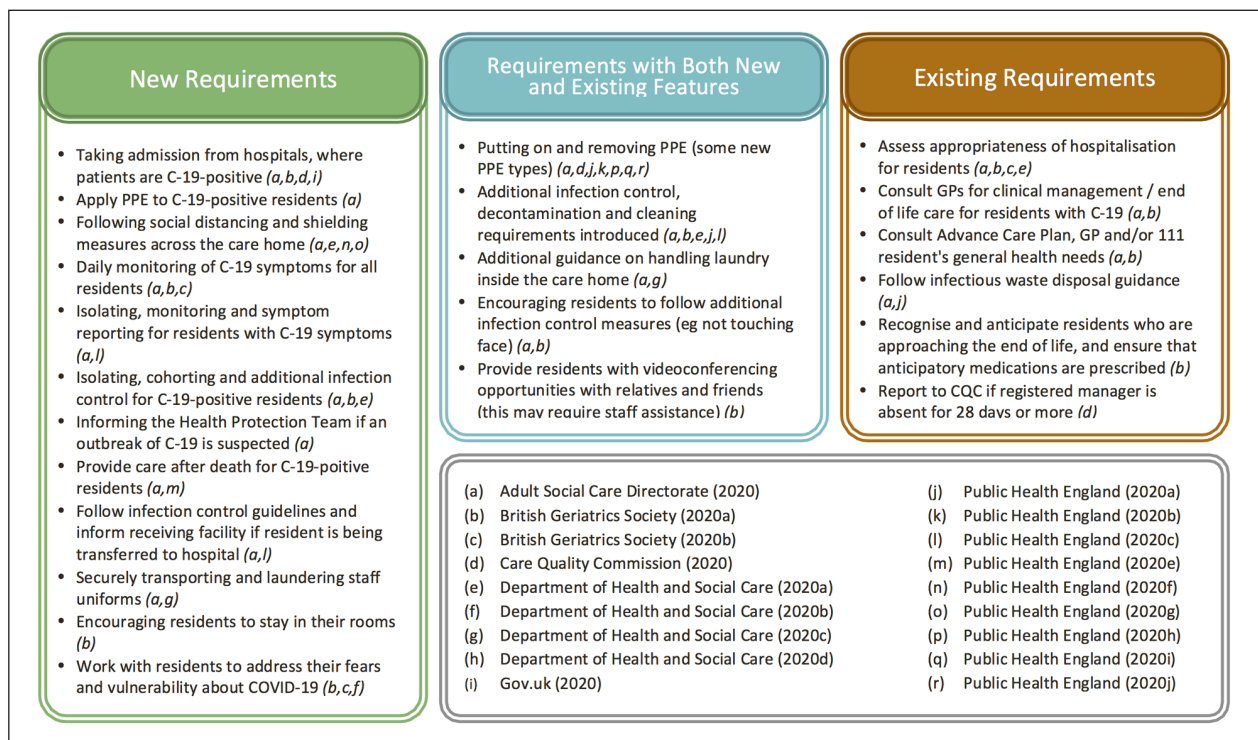 New Requirements
• Taking admission from hospitals, where
patients are C-19-positive (a,b,d,i)
• Apply PPE to C-19-positive residents (a)
• Following social distancing and shielding
measures across the care home (a,e,n,o)
• Daily monitoring of C-19 symptoms for all
residents (a,b,c)
• Isolating, monitoring and symptom
reporting for residents with C-19 symptoms
(a,l)
• Isolating, cohorting and additional infection
control for C-19-positive residents (a,b,e)
• Informing the Health Protection Team if an
outbreak of C-19 is suspected (a)
• Provide care after death for C-19-poitive
residents (a,m)
• Follow infection control guidelines and
inform receiving facility if resident is being
transferred to hospital (a,l)
• Securely transporting and laundering staff
uniforms (a,g)
• Encouraging residents to stay in their rooms
(b)
• Work with residents to address their fears
and vulnerability about COVID-19 (b,c,f)
Requirements with Both New
and Existing Features
• Putting on and removing PPE (some new
PPE types) (a,d,j,k,p,q,r)
• Additional infection control,
decontamination and cleaning
requirements introduced (a,b,e,j,l)
• Additional guidance on handling laundry
inside the care home (a,g)
• Encouraging residents to follow additional
infection control measures (eg not touching
face) (a,b)
• Provide residents with videoconferencing
opportunities with relatives and friends
(this may require staff assistance) (b)
Existing Requirements
• Assess appropriateness of hospitalisation
for residents (a,b,c,e)
• Consult GPs for clinical management / end
of life care for residents with C-19 (a,b)
• Consult Advance Care Plan, GP and/or 111
resident's general health needs (a,b)
• Follow infectious waste disposal guidance
(a,j)
• Recognise and anticipate residents who are
approaching the end of life, and ensure that
anticipatory medications are prescribed (b)
• Report to CQC if registered manager is
absent for 28 days or more (d)
(a) Adult Social Care Directorate (2020)
(b) British Geriatrics Society (2020a)
(c) British Geriatrics Society (2020b)
(d) Care Quality Commission (2020)
(e) Department of Health and Social Care (2020a)
(f) Department of Health and Social Care (2020b)
(g) Department of Health and Social Care (2020c)
(h) Department of Health and Social Care (2020d)
(i) Gov.uk (2020)
(j) Public Health England (2020a)
(k) Public Health England (2020b)
(l) Public Health England (2020c)
(m) Public Health England (2020e)
(n) Public Health England (2020f)
(o) Public Health England (2020g)
(p) Public Health England (2020h)
(q) Public Health England (2020i)
(r) Public Health England (2020j)